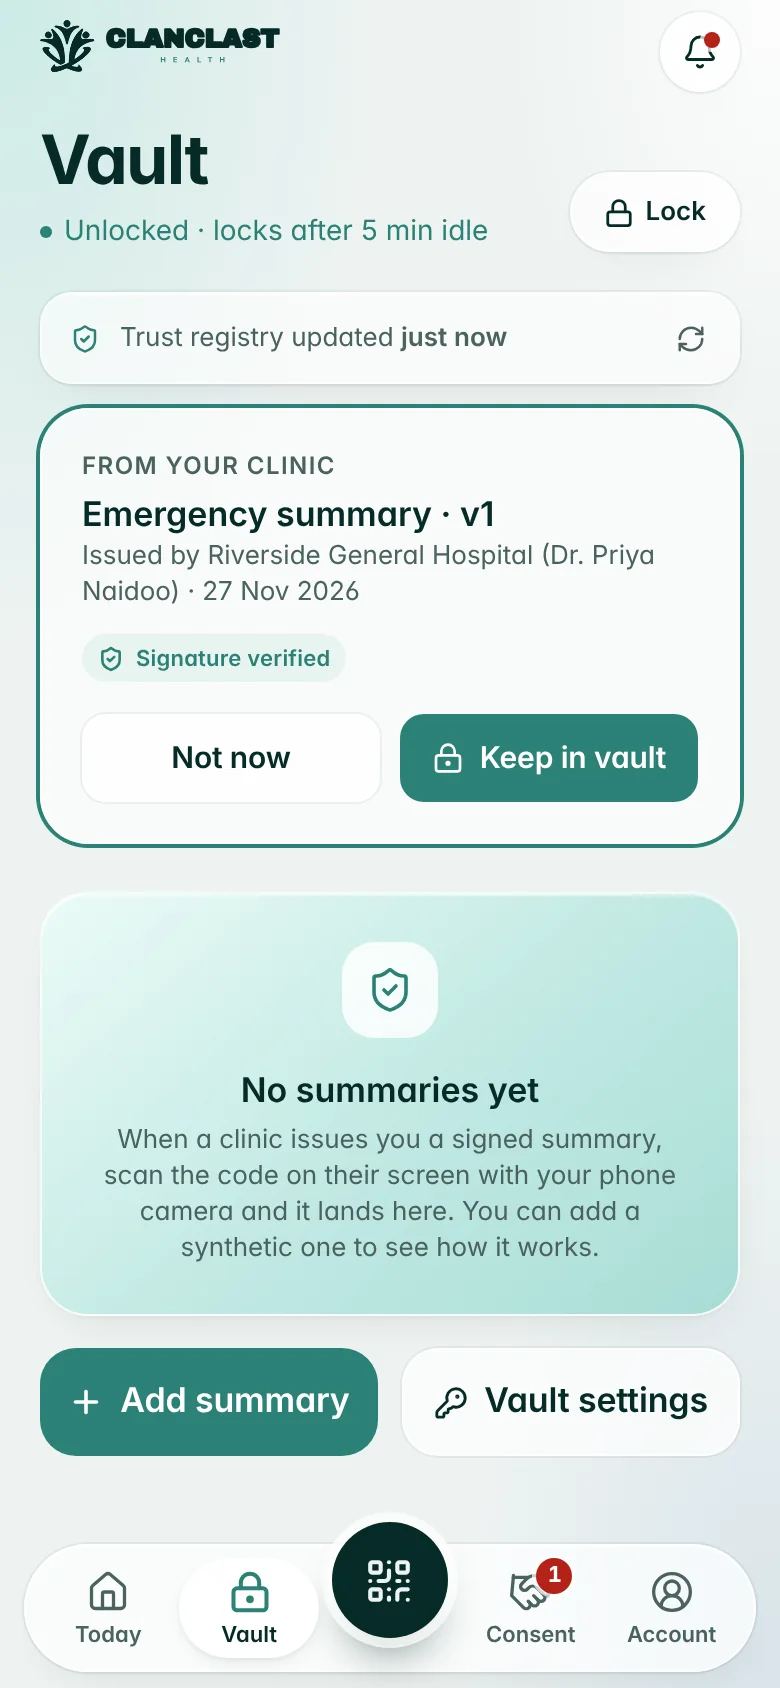 CLANCLAST
HEALTH
Vault
Unlocked · locks after 5 min idle
Lock
Trust registry updated just now
FROM YOUR CLINIC
Emergency summary · v1
Issued by Riverside General Hospital (Dr. Priya
Naidoo) · 27 Nov 2026
Signature verified
Not now
Keep in vault
No summaries yet
When a clinic issues you a signed summary,
scan the code on their screen with your phone
camera and it lands here. You can add a
synthetic one to see how it works.
Add summary
Vault settings
1
Today
Vault
Consent
Account